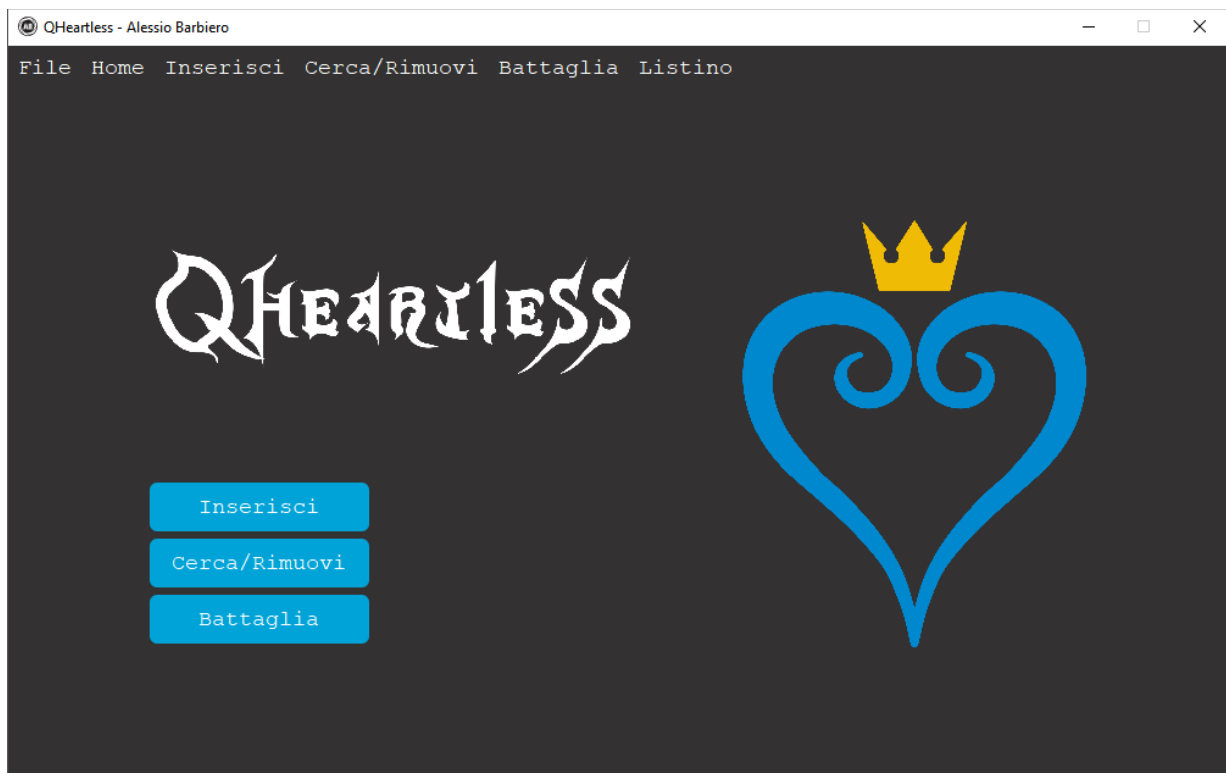 QHeartless - Alessio Barbiero
File Home Inserisci Cerca/Rimuovi Battaglia Listino
QHeartless
Inserisci
Cerca/Rimuovi
Battaglia